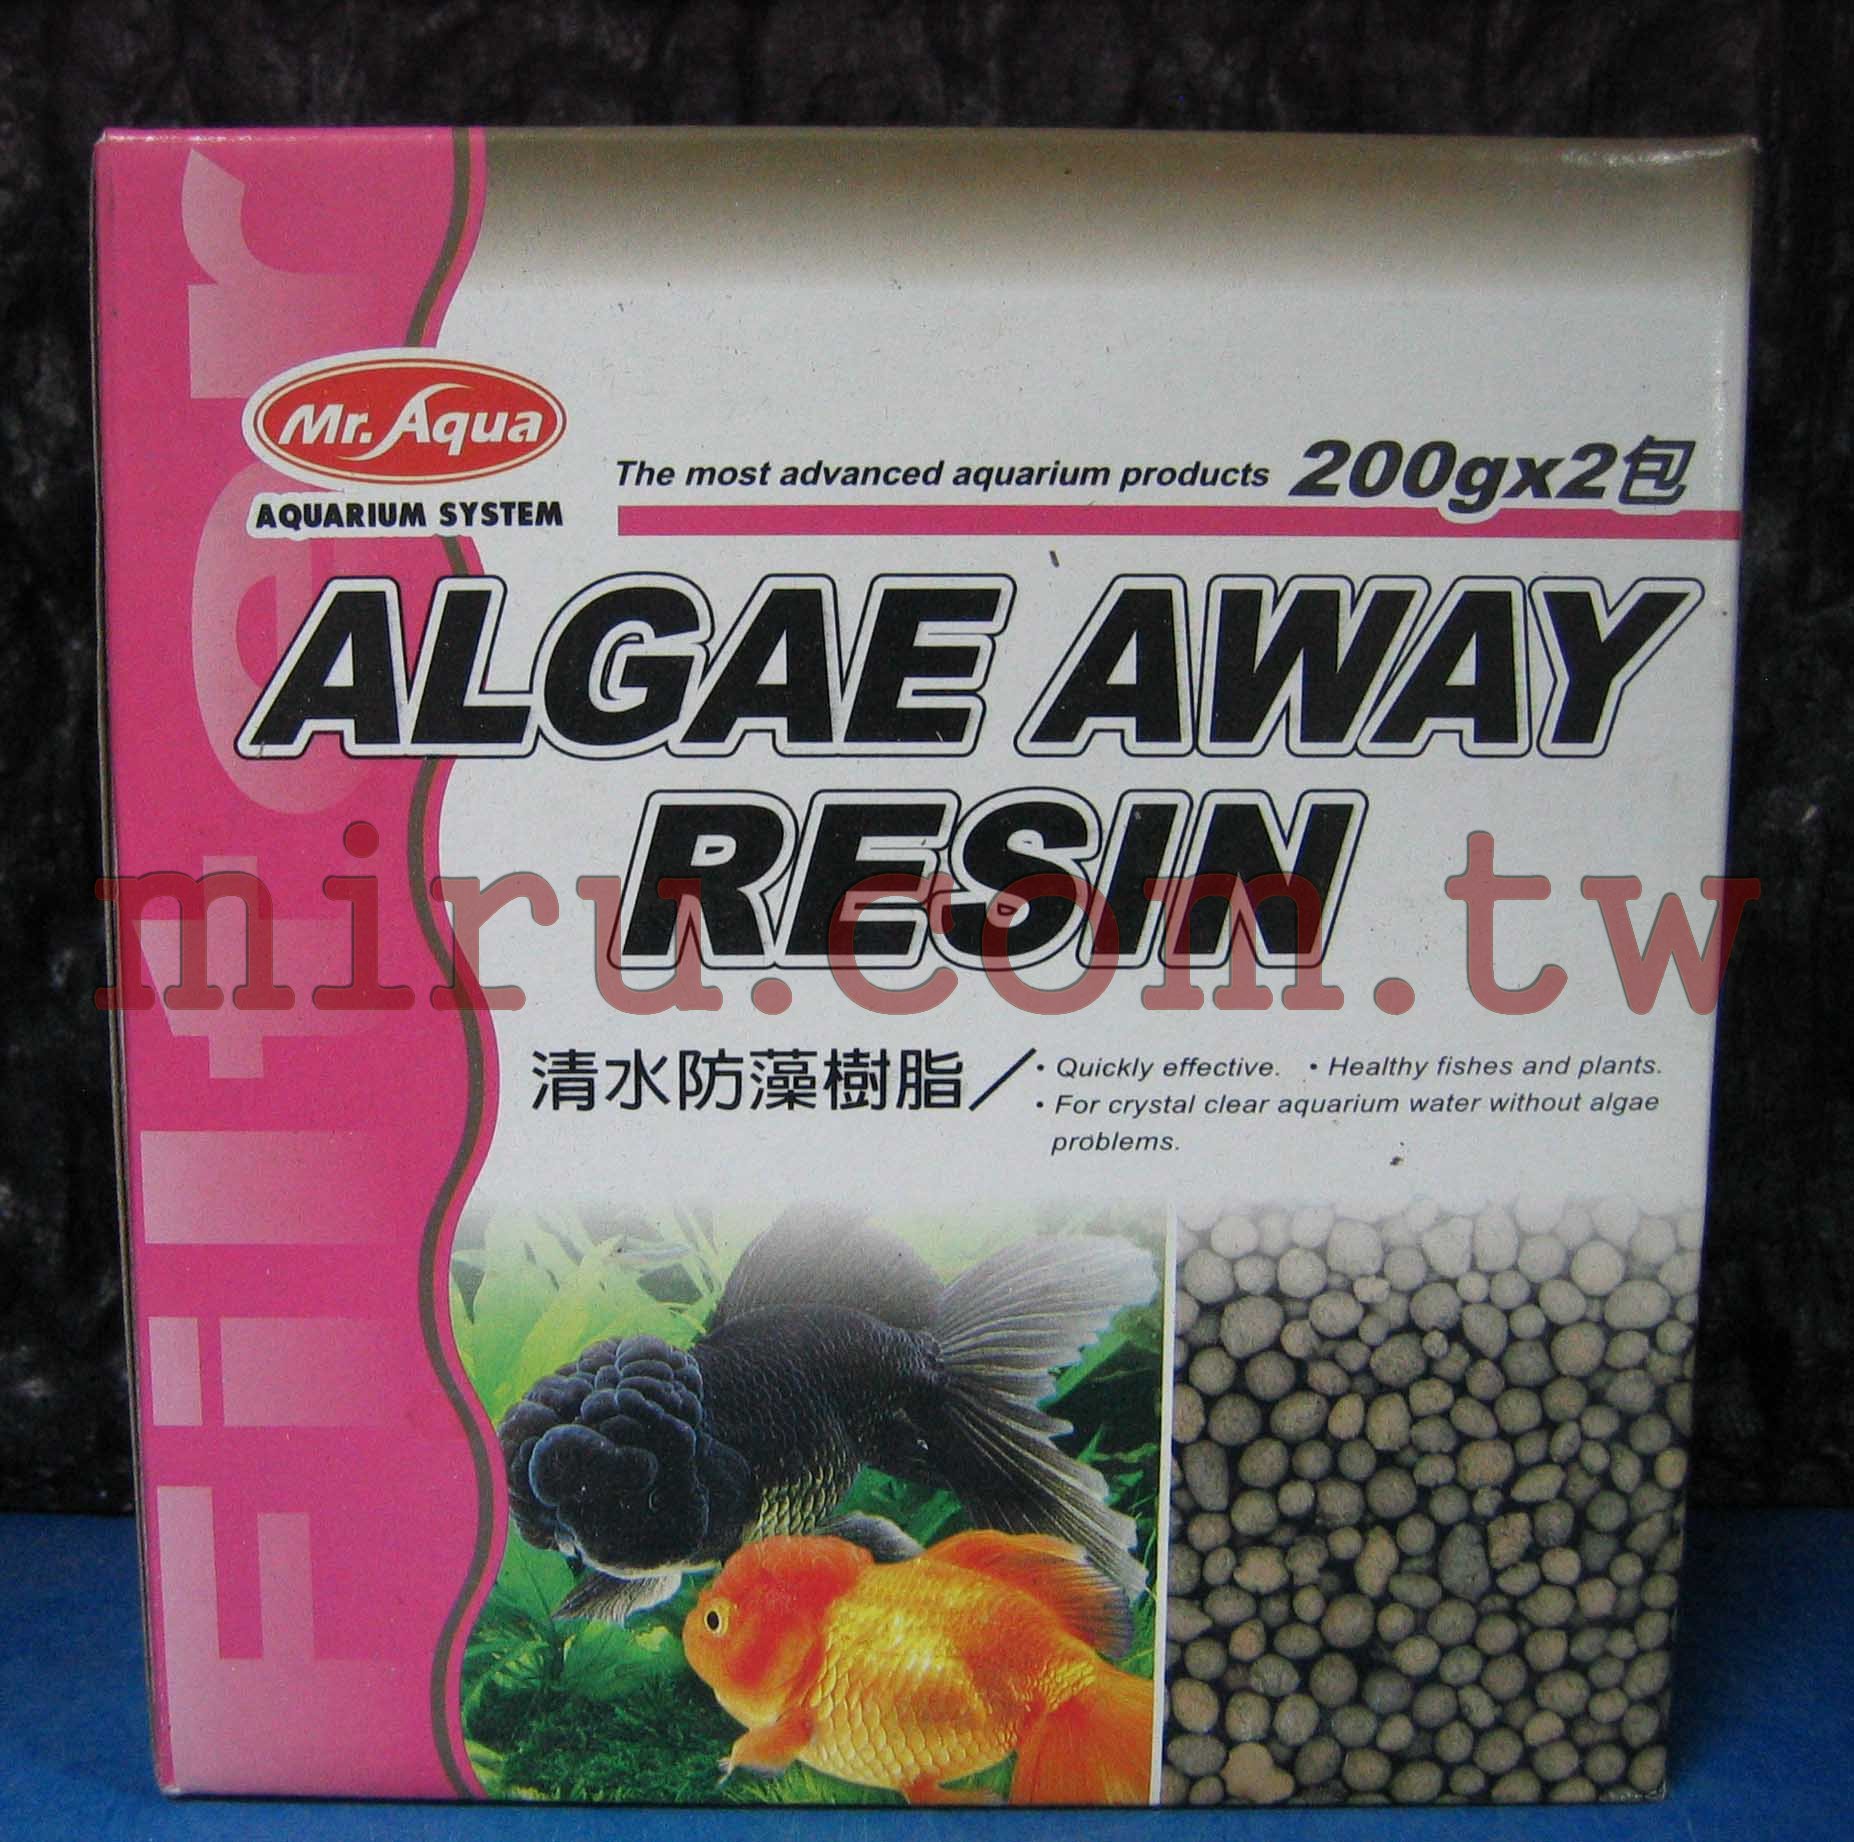 Filter
Mr. Aqua
AQUARIUM SYSTEM
The most advanced aquarium products
200gx2包
ALGAE AWAY
RESIN
miru.com.tw
清水防藻樹脂/
· Quickly effective. · Healthy fishes and plants.
· For crystal clear aquarium water without algae
problems.